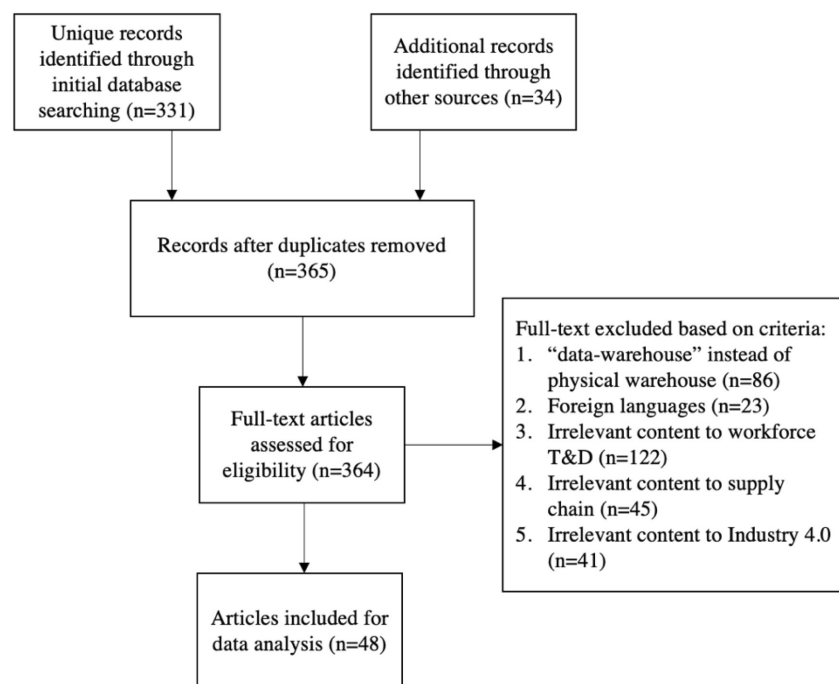 Unique records
identified through
initial database
searching (n=331)
Additional records
identified through
other sources (n=34)
Records after duplicates removed
(n=365)
Full-text articles
assessed for
eligibility (n=364)
Full-text excluded based on criteria:
1. “data-warehouse” instead of
physical warehouse (n=86)
2. Foreign languages (n=23)
3. Irrelevant content to workforce
T&D (n=122)
4. Irrelevant content to supply
chain (n=45)
5. Irrelevant content to Industry 4.0
(n=41)
Articles included for
data analysis (n=48)